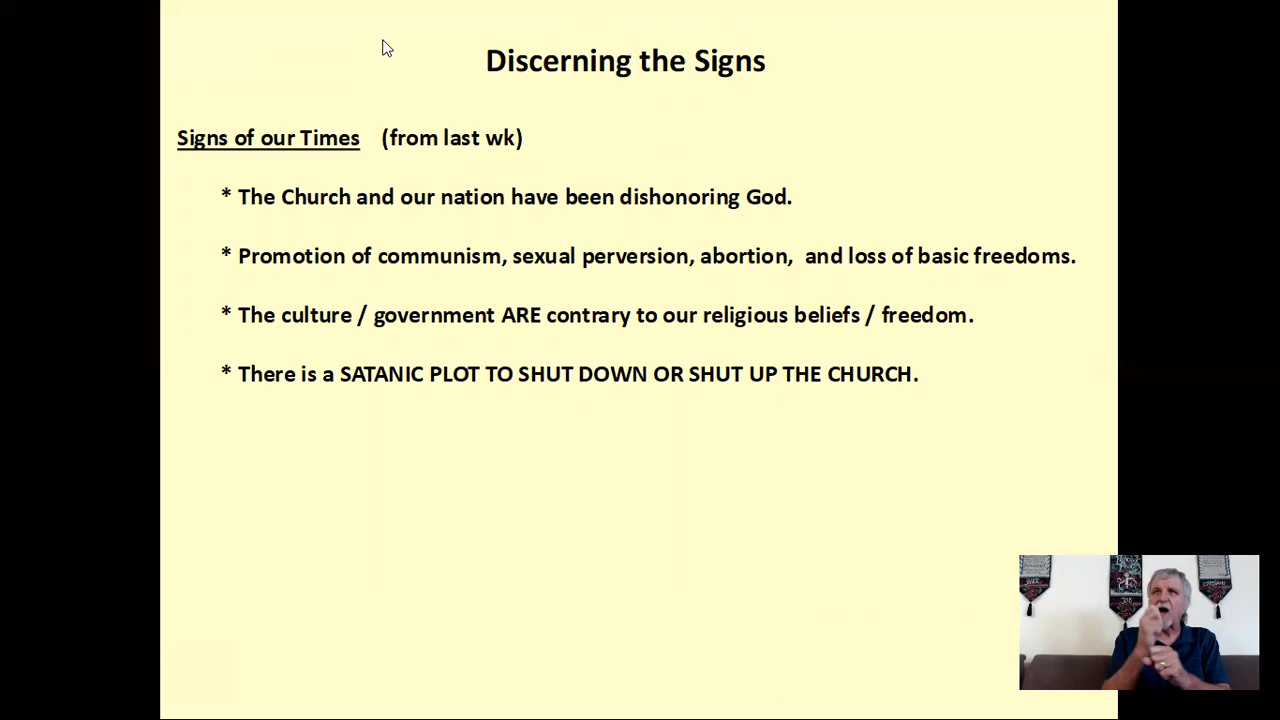 Discerning the Signs
Signs of our Times (from last wk)
* The Church and our nation have been dishonoring God.
* Promotion of communism, sexual perversion, abortion, and loss of basic freedoms.
* The culture / government ARE contrary to our religious beliefs / freedom.
* There is a SATANIC PLOT TO SHUT DOWN OR SHUT UP THE CHURCH.